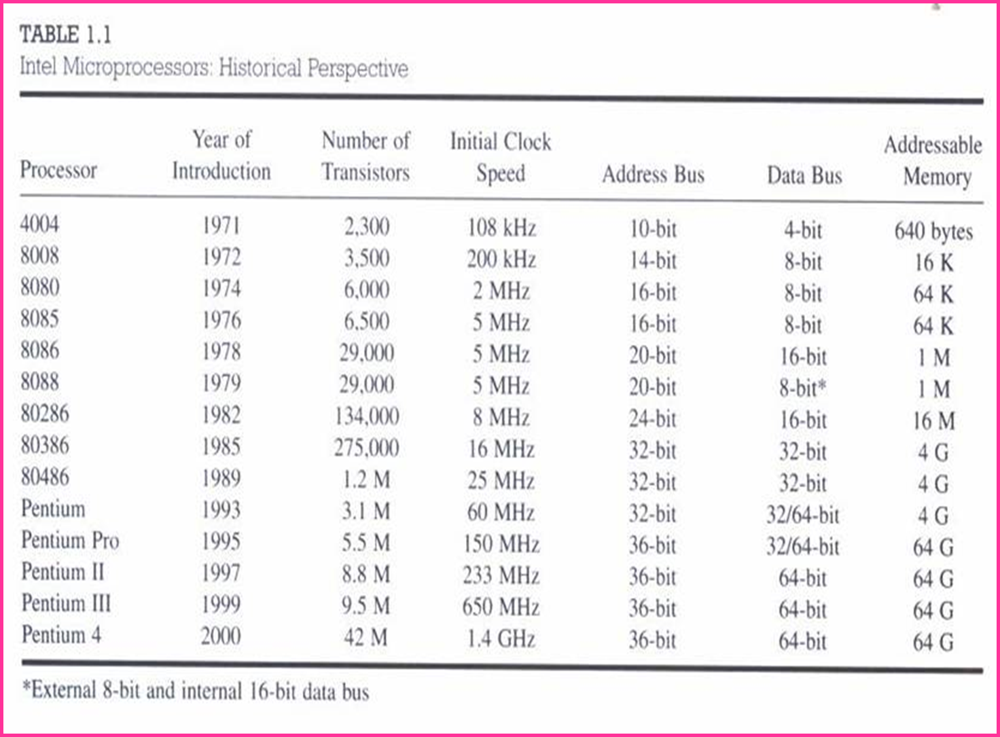 TABLE 1.1
Intel Microprocessors: Historical Perspective
Year of Number of Initial Clock Addressable
Processor Introduction Transistors Speed Address Bus Data Bus Memory
4004 1971 2,300 108 kHz 10-bit 4-bit 640 bytes
8008 1972 3,500 200 kHz 14-bit 8-bit 16 K
8080 1974 6,000 2 MHz 16-bit 8-bit 64 K
8085 1976 6,500 5 MHz 16-bit 8-bit 64 K
8086 1978 29,000 5 MHz 20-bit 16-bit 1 M
8088 1979 29,000 5 MHz 20-bit 8-bit* 1 M
80286 1982 134,000 8 MHz 24-bit 16-bit 16 M
80386 1985 275,000 16 MHz 32-bit 32-bit 4 G
80486 1989 1.2 M 25 MHz 32-bit 32-bit 4 G
Pentium 1993 3.1 M 60 MHz 32-bit 32/64-bit 4 G
Pentium Pro 1995 5.5 M 150 MHz 36-bit 32/64-bit 64 G
Pentium II 1997 8.8 M 233 MHz 36-bit 64-bit 64 G
Pentium III 1999 9.5 M 650 MHz 36-bit 64-bit 64 G
Pentium 4 2000 42 M 1.4 GHz 36-bit 64-bit 64 G
*External 8-bit and internal 16-bit data bus